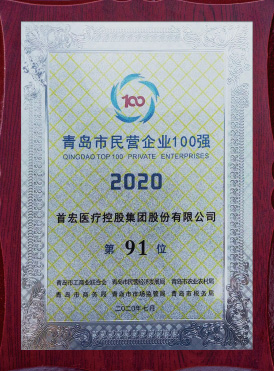 100
青岛市民营企业100强
QINGDAO TOP 100 PRIVATE ENTERPRISES
2020
首宏医疗控股集团股份有限公司
第 91 位
青岛市工商业联合会 青岛市民营经济发展局 青岛市农业农村局
青岛市商务局 青岛市市场监管局 青岛市税务局
二〇二〇年七月